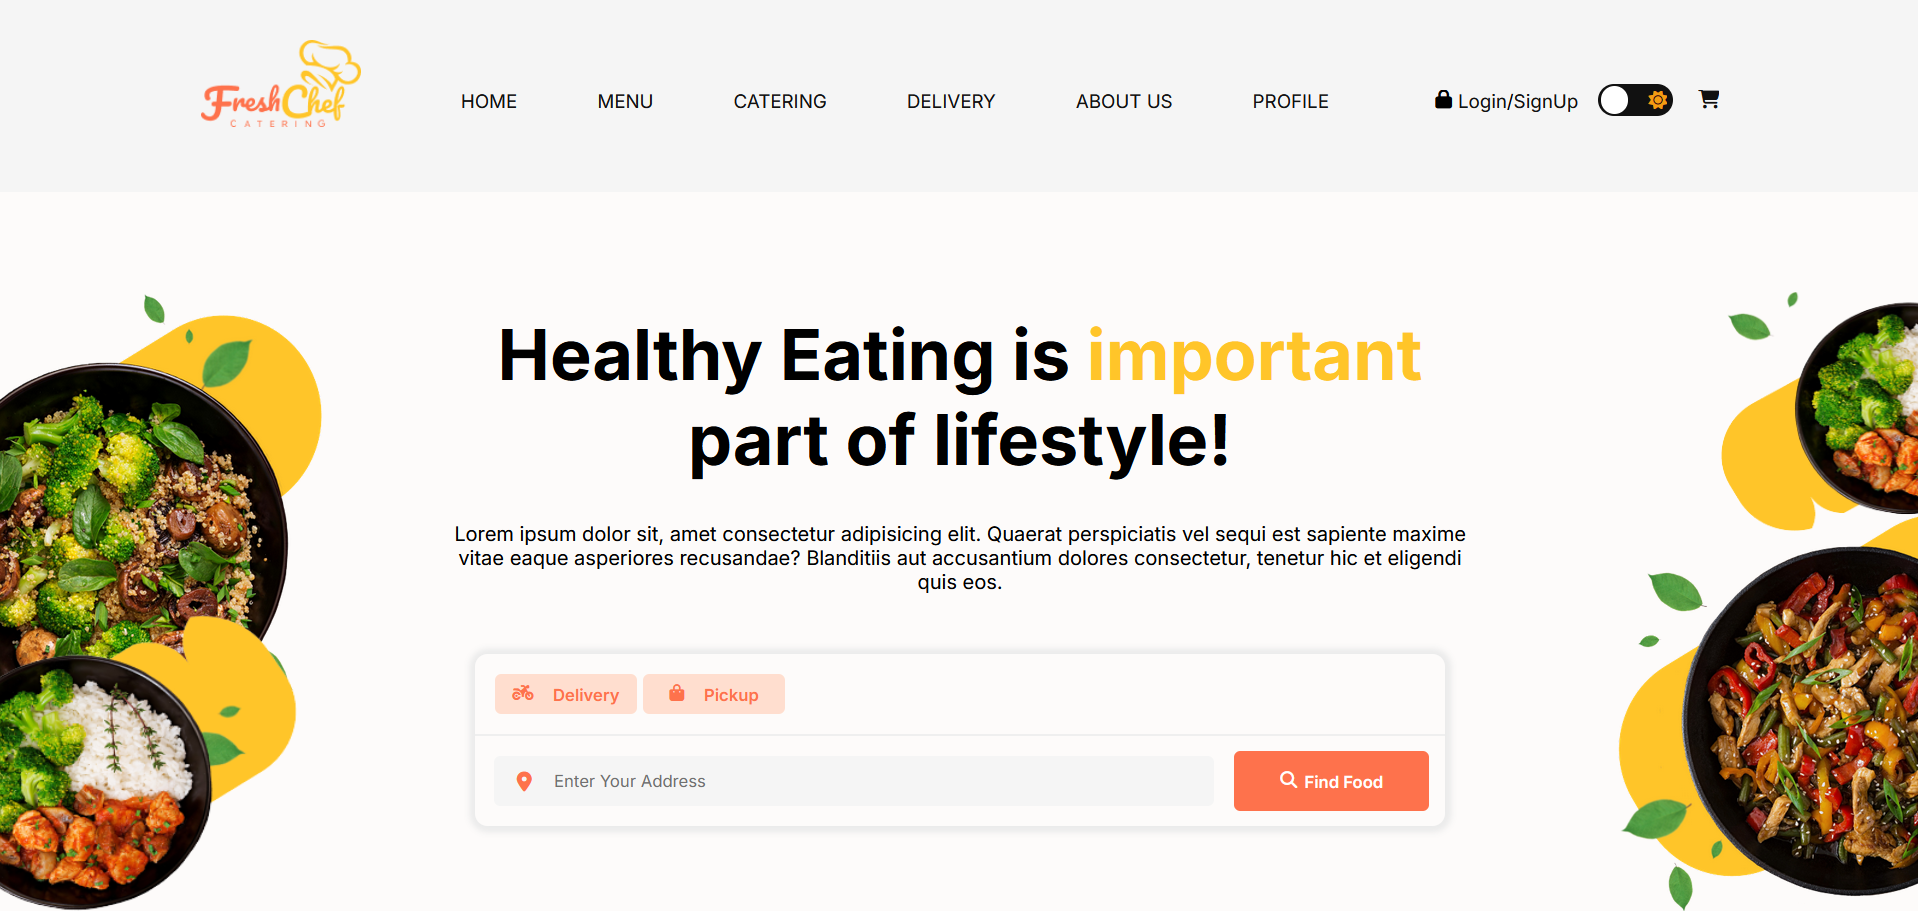 FreshChef
CATERING
HOME
MENU
CATERING
DELIVERY
ABOUT US
PROFILE
Login/SignUp
Healthy Eating is important
part of lifestyle!
Lorem ipsum dolor sit, amet consectetur adipisicing elit. Quaerat perspiciatis vel sequi est sapiente maxime
vitae eaque asperiores recusandae? Blanditiis aut accusantium dolores consectetur, tenetur hic et eligendi
quis eos.
Delivery
Pickup
Enter Your Address
Find Food